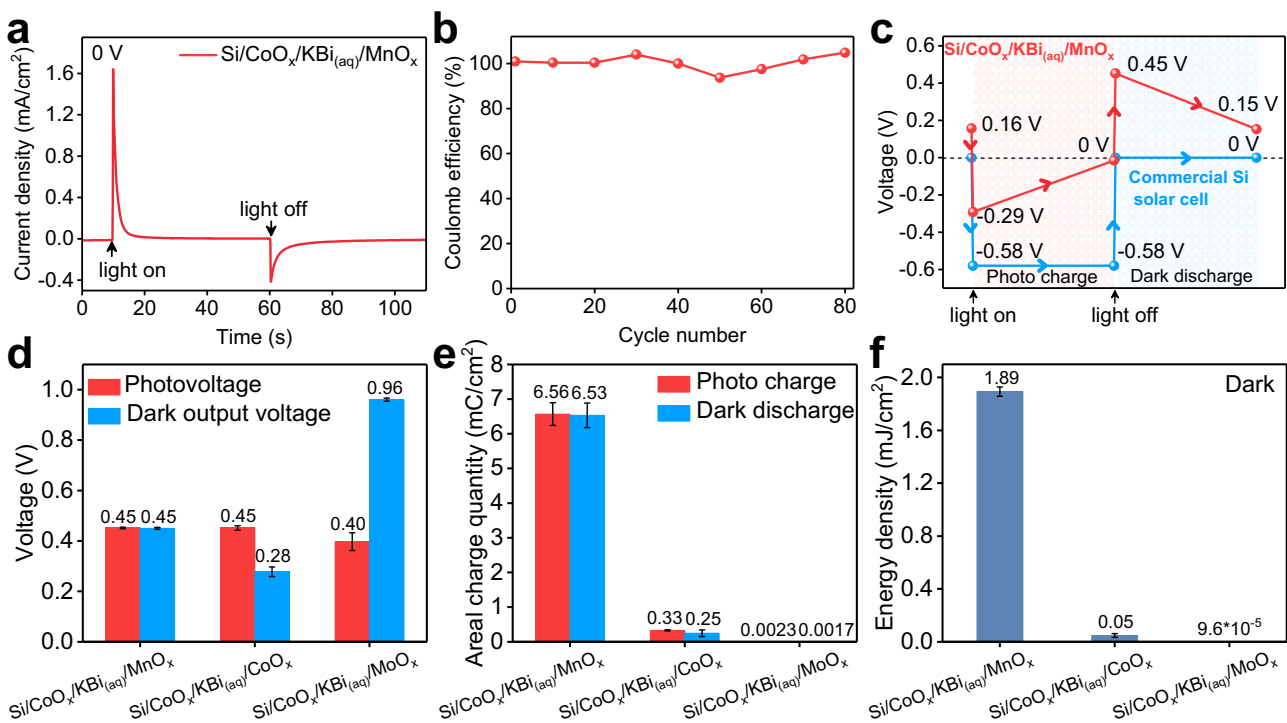 a
0 V
Si/CoₓKBi₍aq₎/MnOₓ
Current density (mA/cm²)
1.6
1.2
0.8
0.4
0.0
-0.4
light on
light off
0 20 40 60 80 100
Time (s)
b
Coulomb efficiency (%)
120
100
80
60
40
20
0
0 20 40 60 80
Cycle number
c
Si/CoOₓ/KBi₍aq₎/MnOₓ
Voltage (V)
0.6
0.4
0.2
0.0
-0.2
-0.4
-0.6
0.16 V
-0.29 V
-0.58 V
0 V
0.45 V
0.15 V
0 V
-0.58 V
Commercial Si
solar cell
Photo charge
Dark discharge
light on
light off
d
Photovoltage
Dark output voltage
Voltage (V)
1.0
0.8
0.6
0.4
0.2
0.0
0.45 0.45
0.45 0.28
0.40 0.96
Si/CoOₓ/KBi₍aq₎/MnOₓ
Si/CoOₓ/KBi₍aq₎/CoOₓ
Si/CoOₓ/KBi₍aq₎/MoOₓ
e
Photo charge
Dark discharge
Areal charge quantity (mC/cm²)
8
7
6
5
4
3
2
1
0
6.56 6.53
0.33 0.25
0.0023 0.0017
Si/CoOₓ/KBi₍aq₎/MnOₓ
Si/CoOₓ/KBi₍aq₎/CoOₓ
Si/CoOₓ/KBi₍aq₎/MoOₓ
f
Dark
Energy density (mJ/cm²)
2.0
1.6
1.2
0.8
0.4
0.0
1.89
0.05
9.6*10⁻⁵
Si/CoOₓ/KBi₍aq₎/MnOₓ
Si/CoOₓ/KBi₍aq₎/CoOₓ
Si/CoOₓ/KBi₍aq₎/MoOₓ